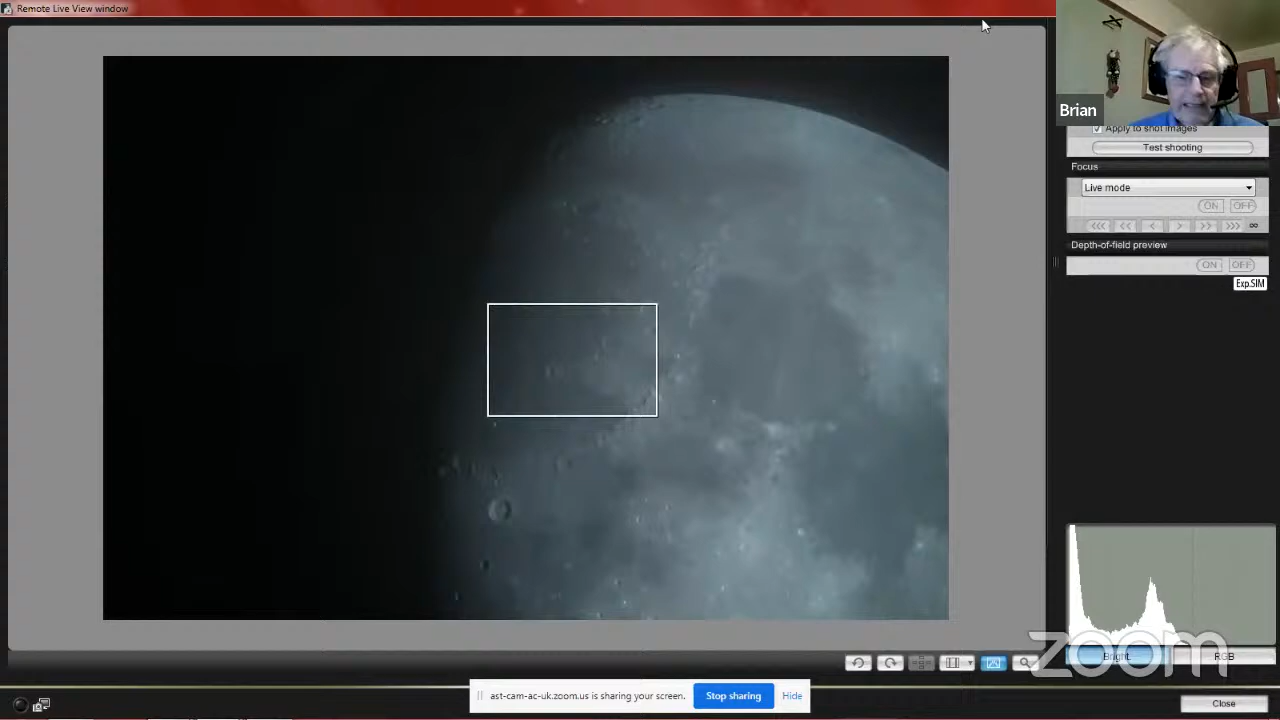 Remote Live View window
Brian
Apply to shot images
Test shooting
Focus
Live mode
ON OFF
<<< << < > >> >>> ∞
Depth-of-field preview
ON OFF
Exp.SIM
zoom
Bright. RGB
ast-cam-ac-uk.zoom.us is sharing your screen. Stop sharing Hide
Close